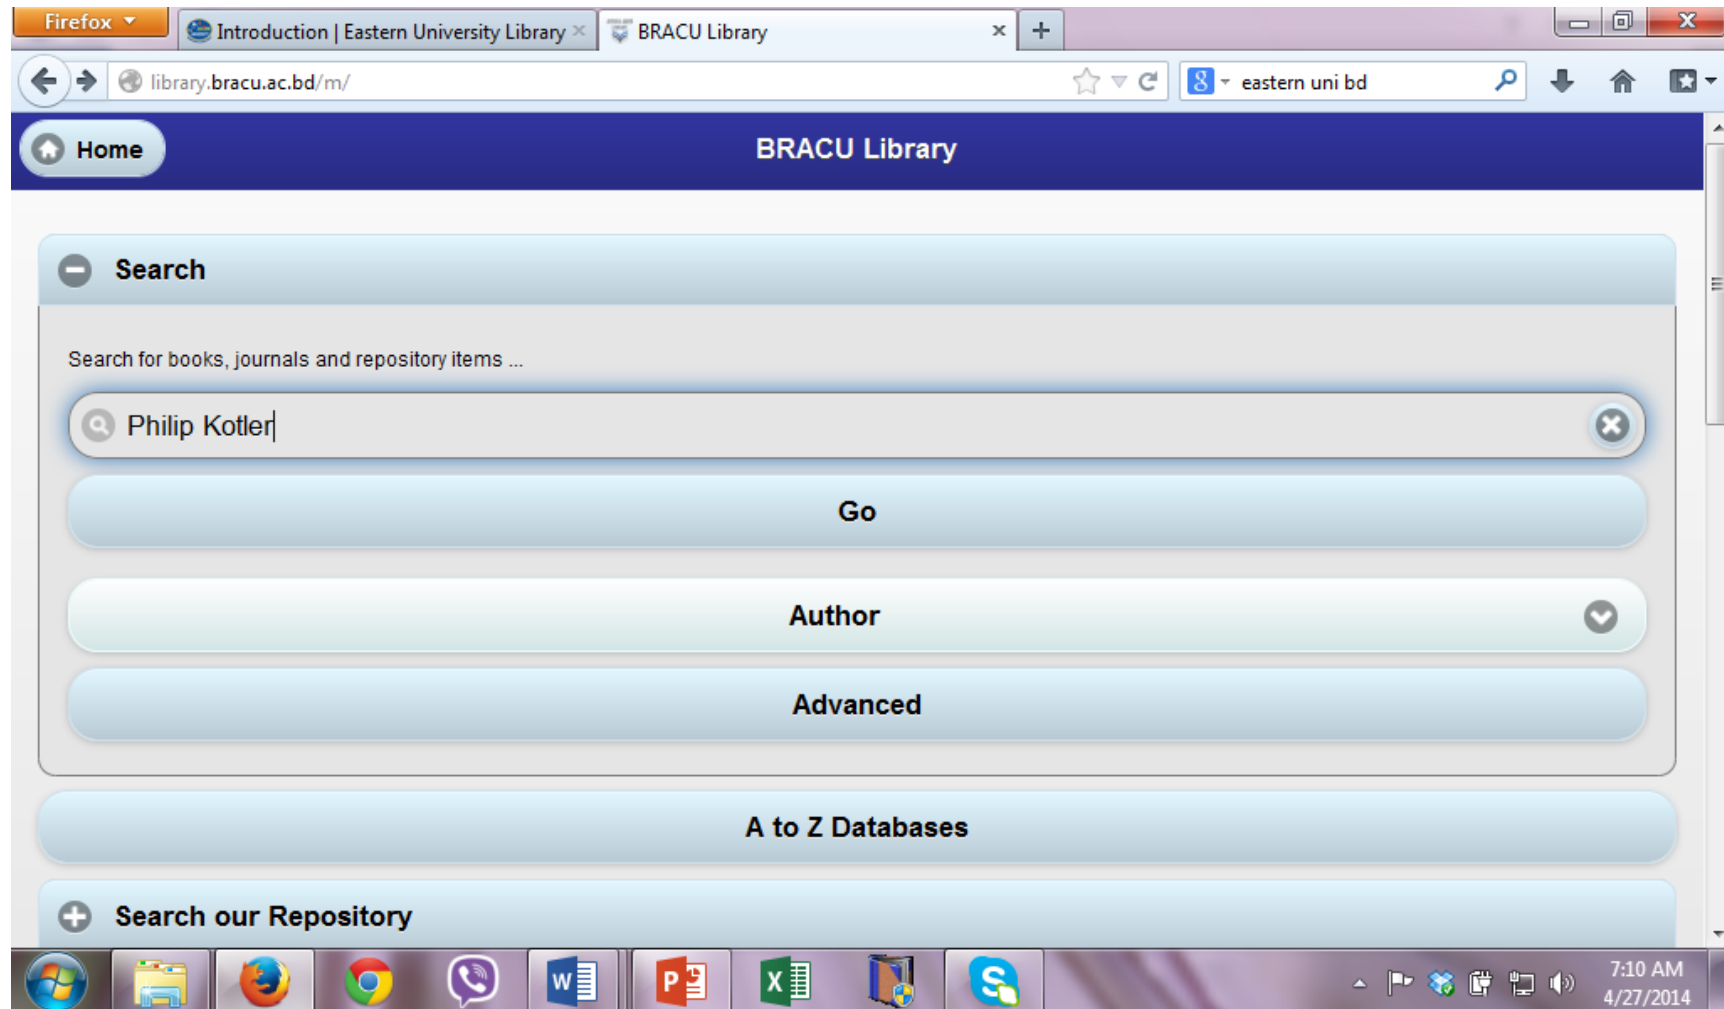 Firefox
Introduction | Eastern University Library
BRACU Library
library.bracu.ac.bd/m/
eastern uni bd
Home
BRACU Library
Search
Search for books, journals and repository items ...
Philip Kotler
Go
Author
Advanced
A to Z Databases
Search our Repository
7:10 AM
4/27/2014